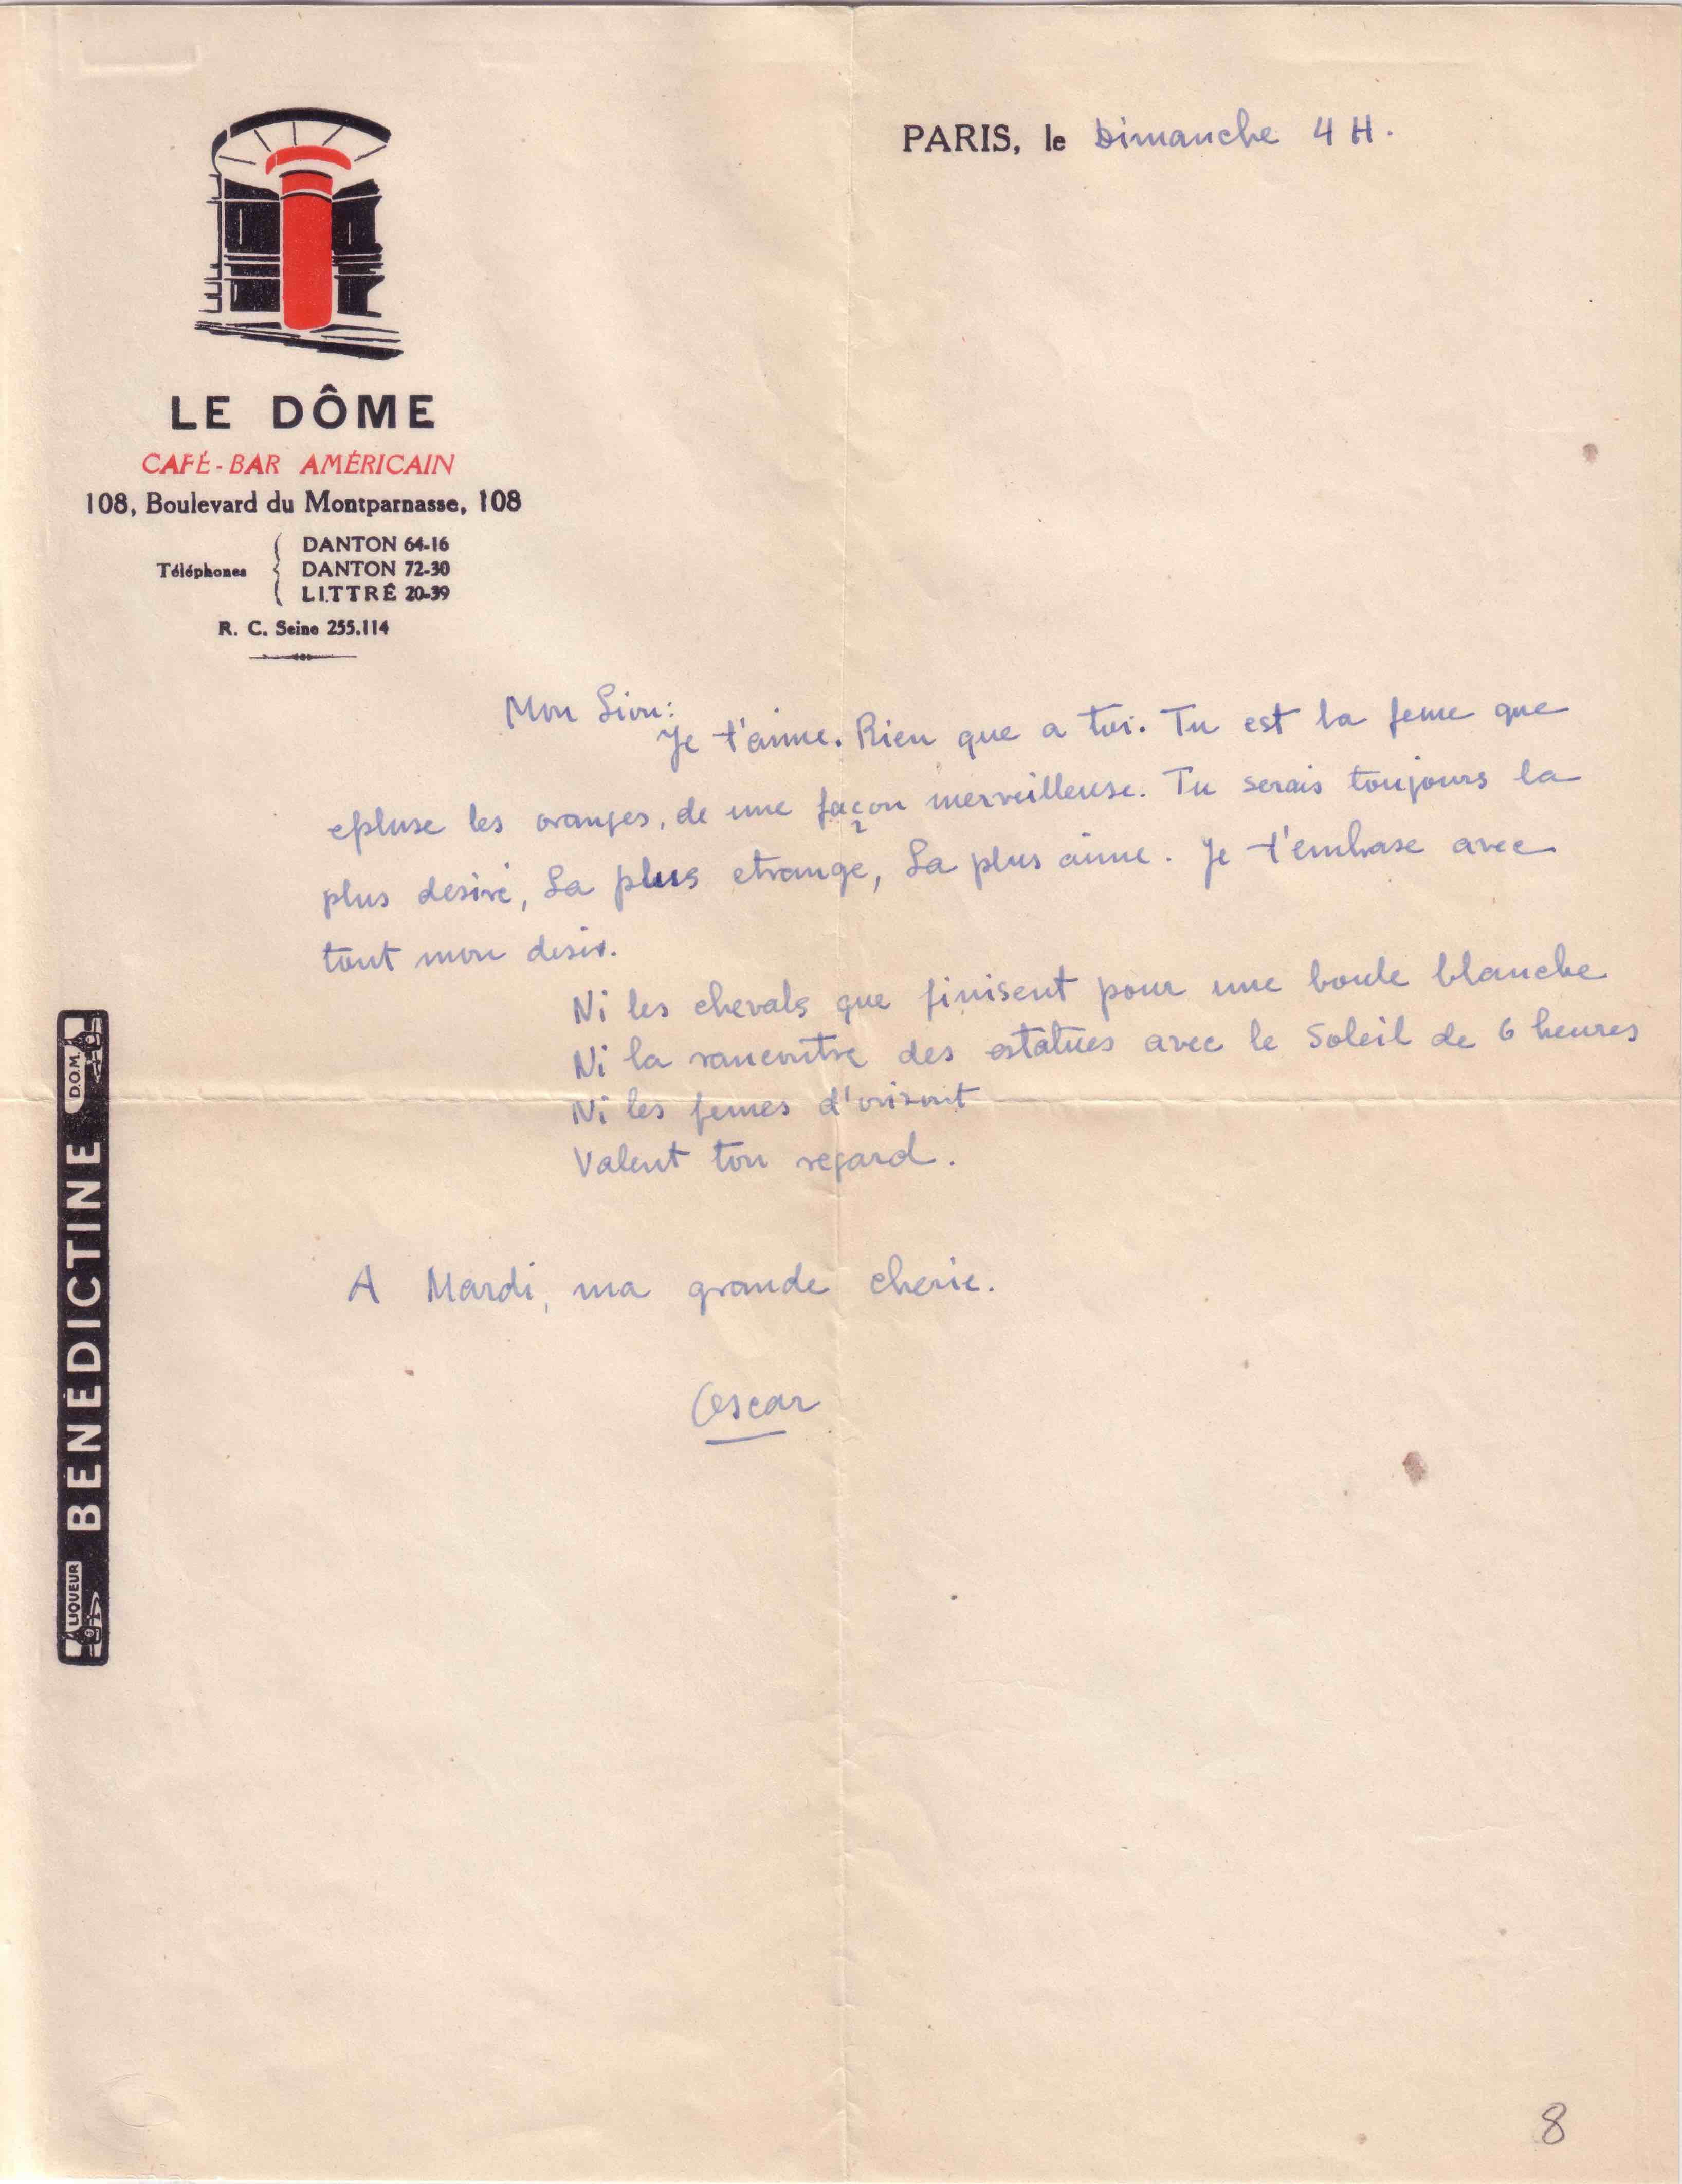 PARIS, le Dimanche 4 H.
LE DÔME
CAFÉ-BAR AMÉRICAIN
108, Boulevard du Montparnasse, 108
Téléphones
DANTON 64-16
DANTON 72-30
LITTRÉ 20-39
R. C. Seine 255.114
Mon Lion:
Je t'aime. Rien que a toi. Tu est la feme que
epluse les oranges, de une façon merveilleuse. Tu serais toujours la
plus desiré, La plus etrange, La plus aime. Je t'embrase avec
tout mon desir.
Ni les chevals que finisent pour une boule blanche
Ni la rancontre des estatues avec le Soleil de 6 heures
Ni les femes d'orisont
Valent ton regard.
A Mardi, ma grande cherie.
Oscar
LIQUEUR BÉNÉDICTINE D.O.M.
8